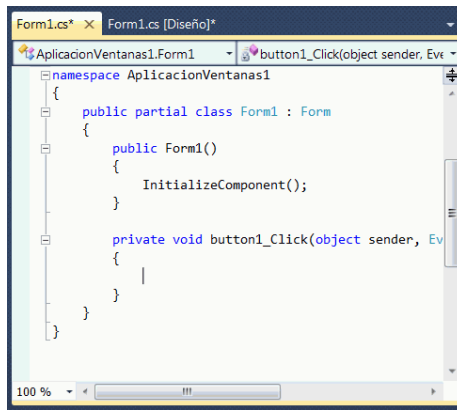 Form1.cs* × Form1.cs [Diseño]*
AplicacionVentanas1.Form1 button1_Click(object sender, Eve
namespace AplicacionVentanas1
{
public partial class Form1 : Form
{
public Form1()
{
InitializeComponent();
}
private void button1_Click(object sender, Ev
{
}
}
}
100 %